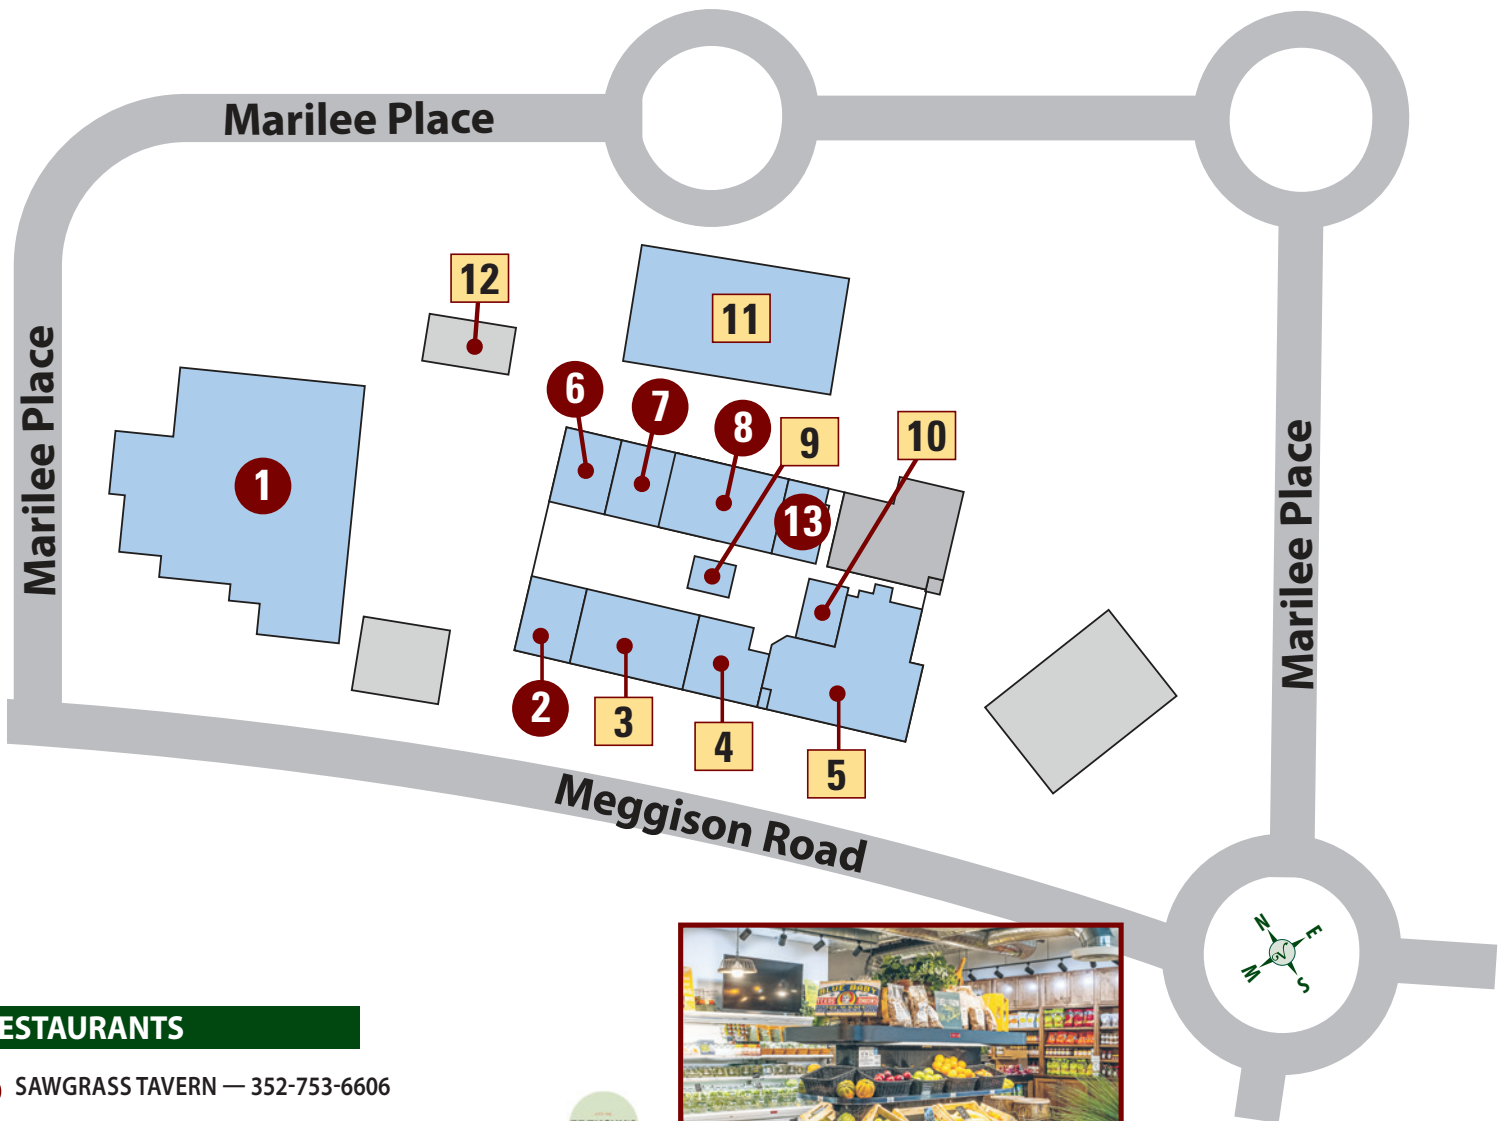 Marilee Place
12
11
6
7
8
9
10
1
13
Marilee Place
Marilee Place
2
3
4
5
Meggison Road
N
E
W
S
ESTAURANTS
SAWGRASS TAVERN — 352-753-6606